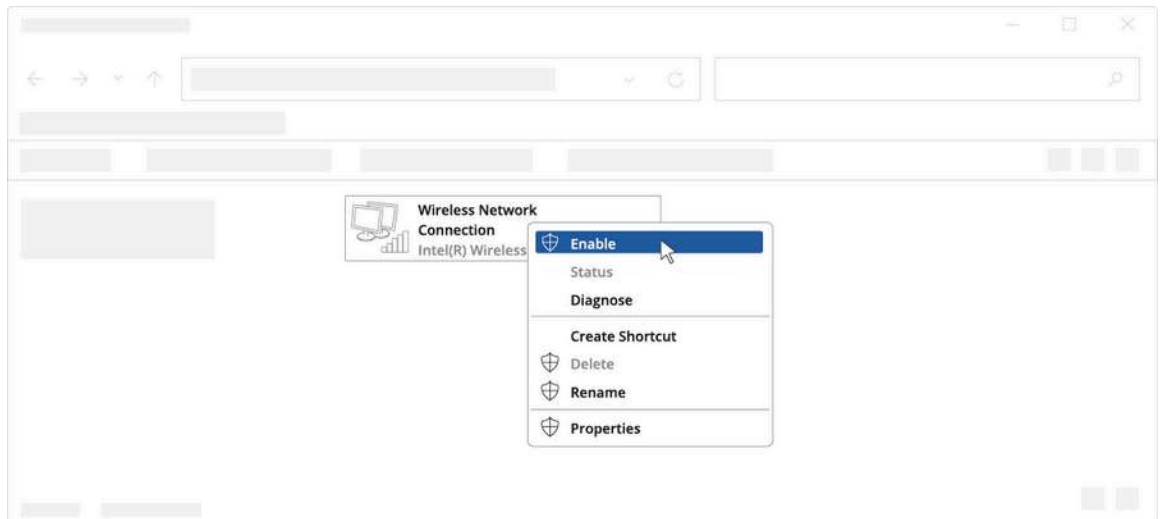 Wireless Network
Connection
Intel(R) Wireless
Enable
Status
Diagnose
Create Shortcut
Delete
Rename
Properties